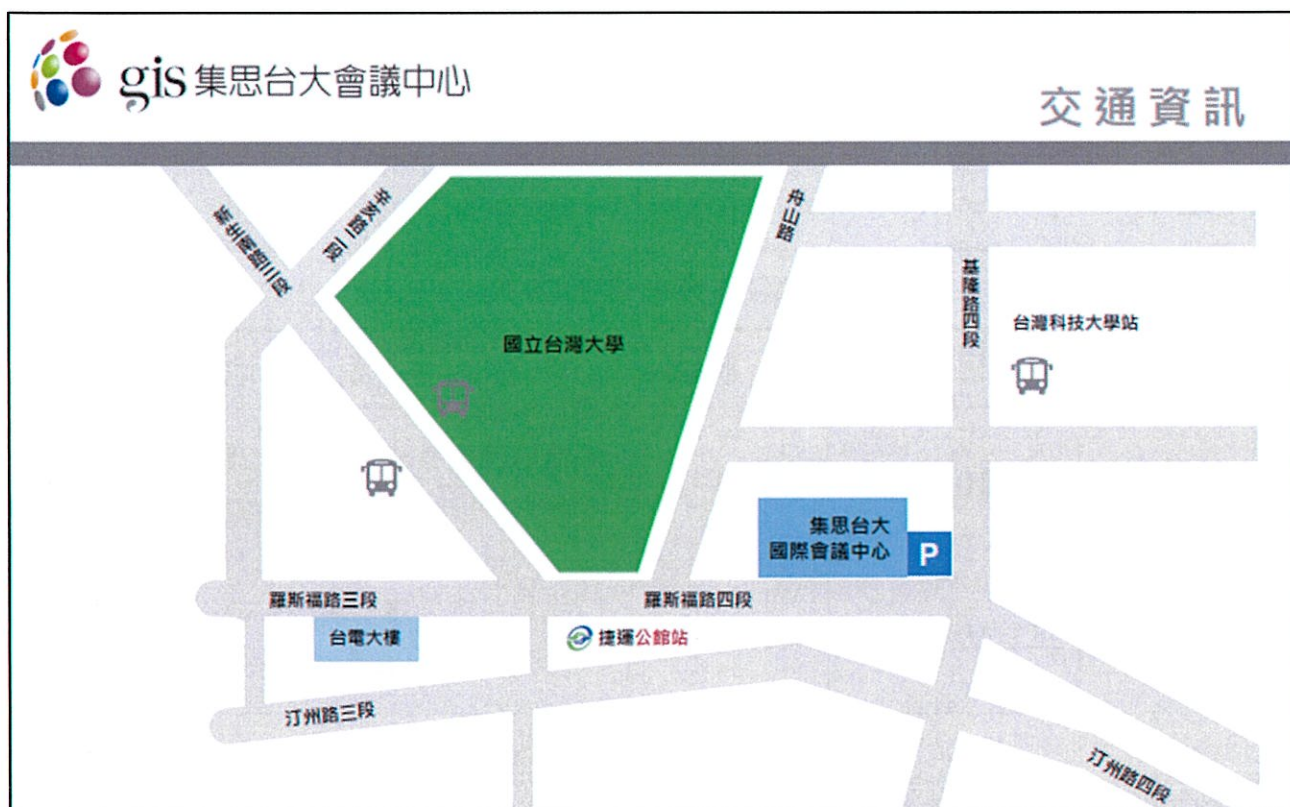 gis 集思台大會議中心
交通資訊
新生南路三段
辛亥路一段
舟山路
基隆路四段
國立台灣大學
台灣科技大學站
集思台大
國際會議中心
P
羅斯福路三段
羅斯福路四段
台電大樓
捷運公館站
汀州路三段
汀州路四段